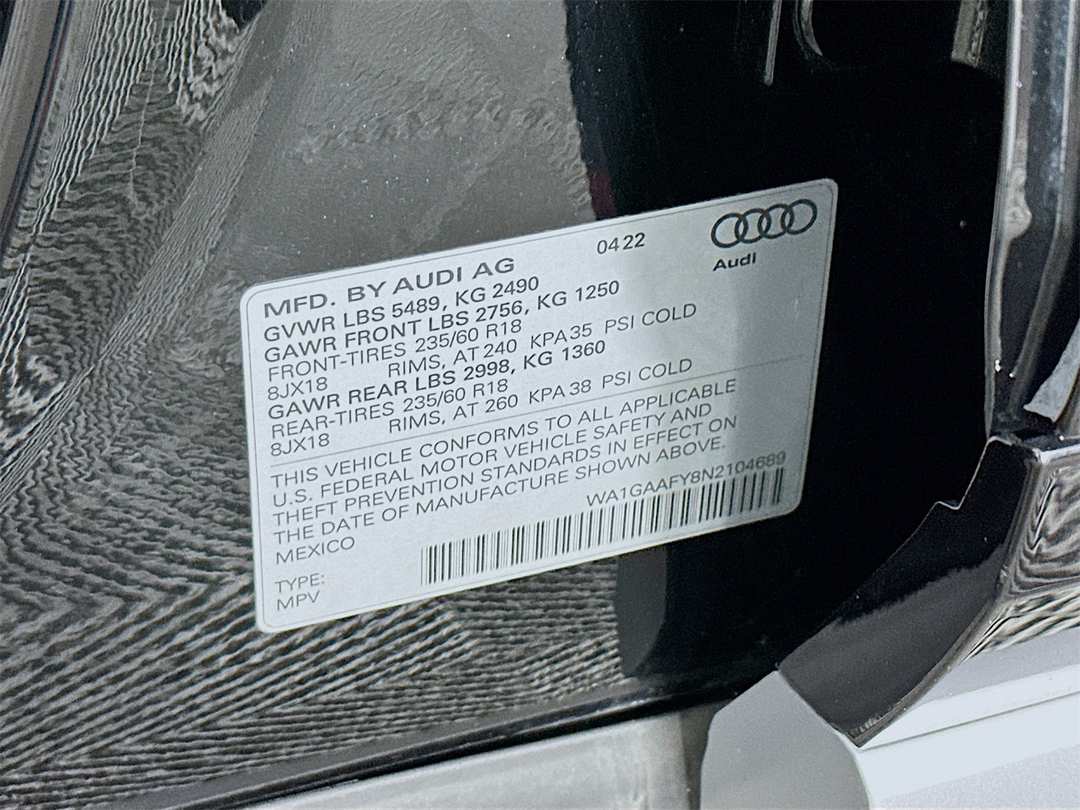 MFD. BY AUDI AG 04 22
Audi
GVWR LBS 5489, KG 2490
GAWR FRONT LBS 2756, KG 1250
FRONT-TIRES 235/60 R18
8JX18 RIMS, AT 240 KPA 35 PSI COLD
GAWR REAR LBS 2998, KG 1360
REAR-TIRES 235/60 R18
8JX18 RIMS, AT 260 KPA 38 PSI COLD
THIS VEHICLE CONFORMS TO ALL APPLICABLE
U.S. FEDERAL MOTOR VEHICLE SAFETY AND
THEFT PREVENTION STANDARDS IN EFFECT ON
THE DATE OF MANUFACTURE SHOWN ABOVE.
MEXICO WA1GAAFY8N2104689
TYPE:
MPV